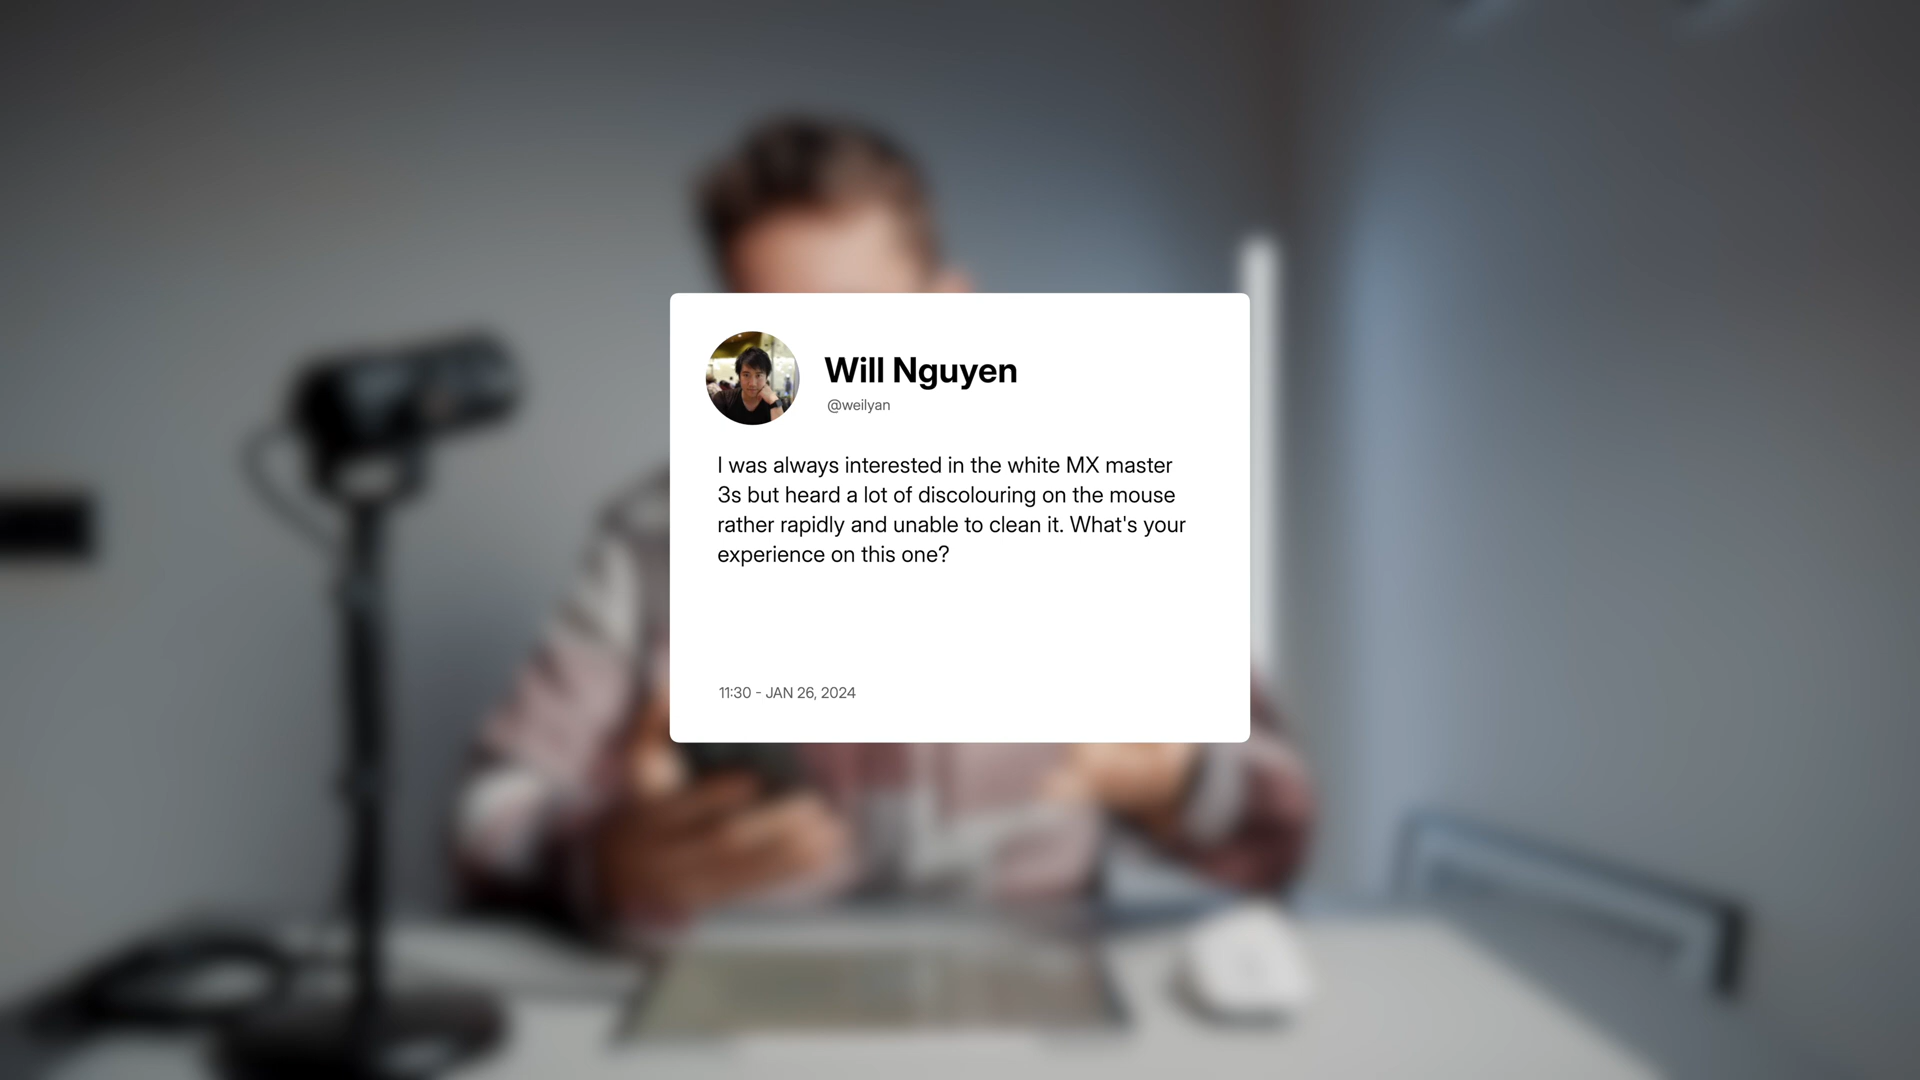 Will Nguyen
@weilyan
I was always interested in the white MX master
3s but heard a lot of discolouring on the mouse
rather rapidly and unable to clean it. What's your
experience on this one?
11:30 - JAN 26, 2024